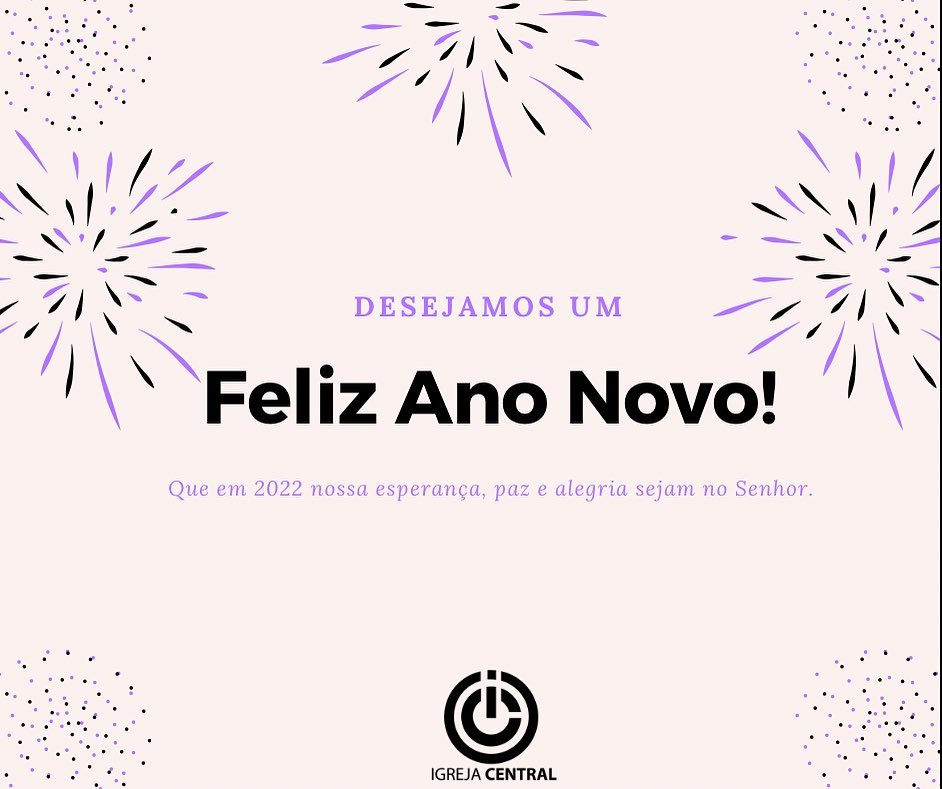 DESEJAMOS UM
Feliz Ano Novo!
Que em 2022 nossa esperança, paz e alegria sejam no Senhor.
IGREJA CENTRAL